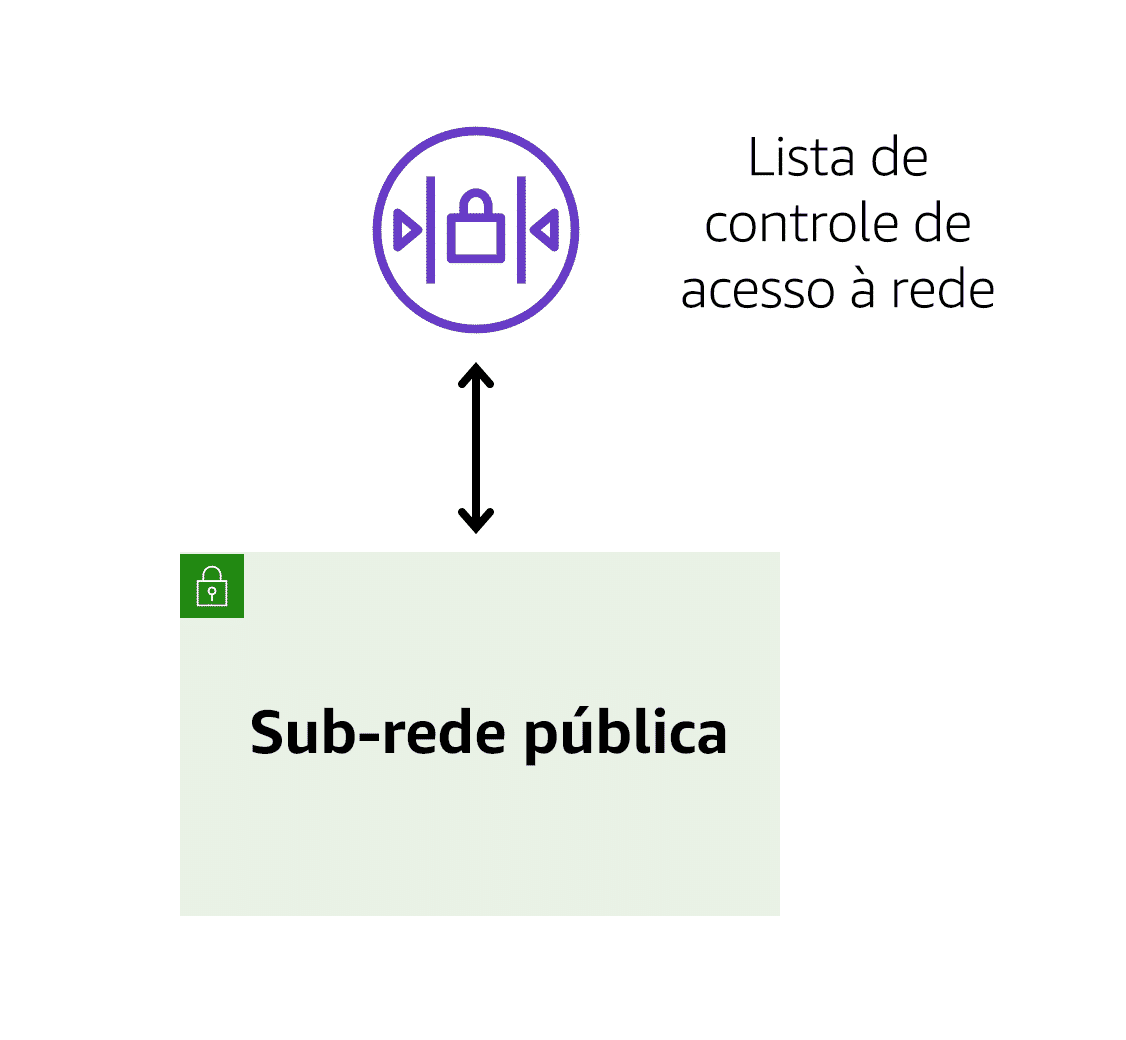 Lista de
controle de
acesso à rede
Sub-rede pública